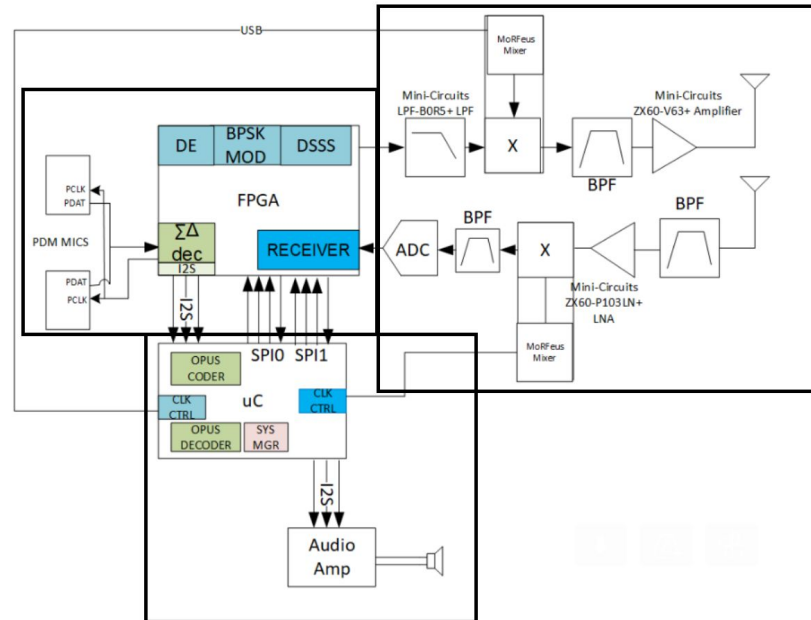 USB
MoRFeus
Mixer
Mini-Circuits
LPF-B0R5+ LPF
Mini-Circuits
ZX60-V63+ Amplifier
X
BPF
DE
BPSK
MOD
DSSS
FPGA
PCLK
PDAT
PDM MICS
PDAT
PCLK
ΣΔ
dec
I2S
RECEIVER
ADC
BPF
X
BPF
Mini-Circuits
ZX60-P103LN+
LNA
MoRFeus
Mixer
I2S
SPI0
SPI1
OPUS
CODER
uC
CLK
CTRL
CLK
CTRL
OPUS
DECODER
SYS
MGR
I2S
Audio
Amp